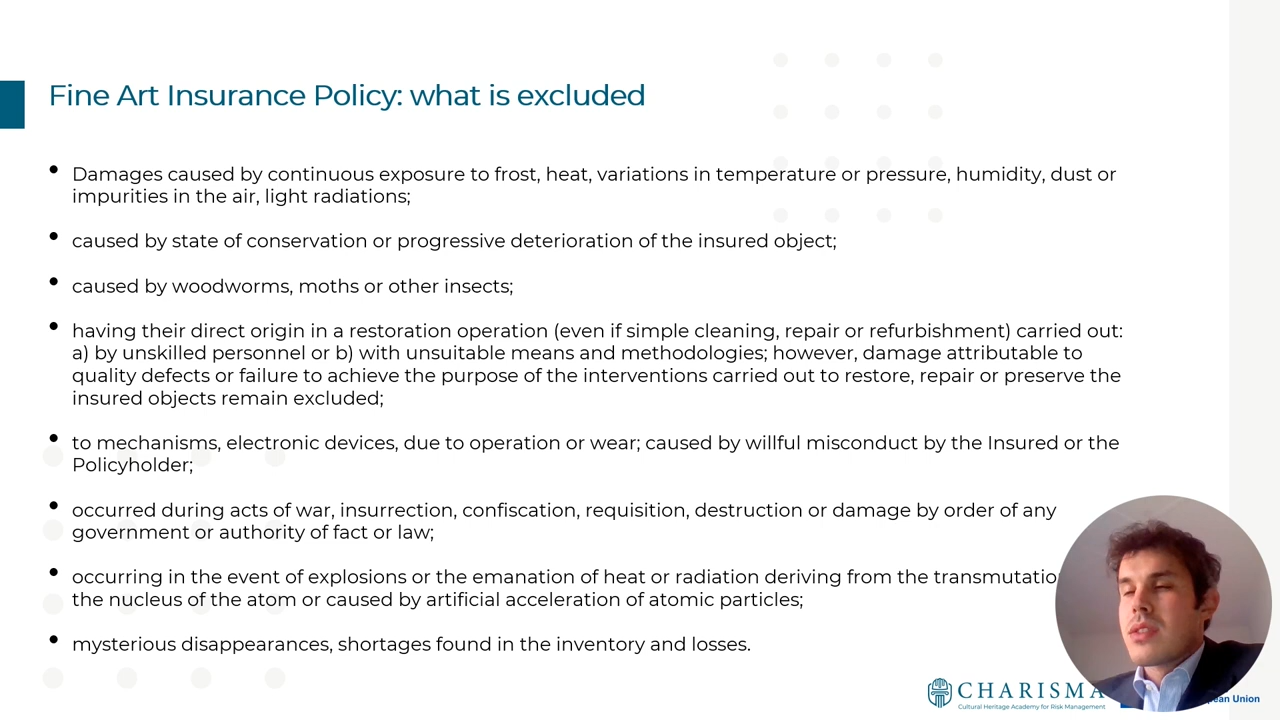 Fine Art Insurance Policy: what is excluded
• Damages caused by continuous exposure to frost, heat, variations in temperature or pressure, humidity, dust or
impurities in the air, light radiations;
• caused by state of conservation or progressive deterioration of the insured object;
• caused by woodworms, moths or other insects;
• having their direct origin in a restoration operation (even if simple cleaning, repair or refurbishment) carried out:
a) by unskilled personnel or b) with unsuitable means and methodologies; however, damage attributable to
quality defects or failure to achieve the purpose of the interventions carried out to restore, repair or preserve the
insured objects remain excluded;
• to mechanisms, electronic devices, due to operation or wear; caused by willful misconduct by the Insured or the
Policyholder;
• occurred during acts of war, insurrection, confiscation, requisition, destruction or damage by order of any
government or authority of fact or law;
• occurring in the event of explosions or the emanation of heat or radiation deriving from the
the nucleus of the atom or caused by artificial acceleration of atomic particles;
• mysterious disappearances, shortages found in the inventory and losses.
CHARISMA
Cultural Heritage Academy for Risk Management
Union